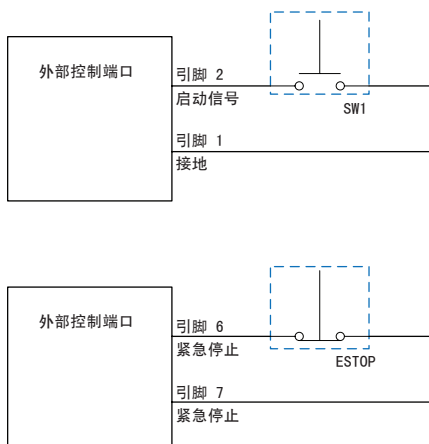 外部控制端口
引脚 2
启动信号
SW1
引脚 1
接地
外部控制端口
引脚 6
紧急停止
ESTOP
引脚 7
紧急停止